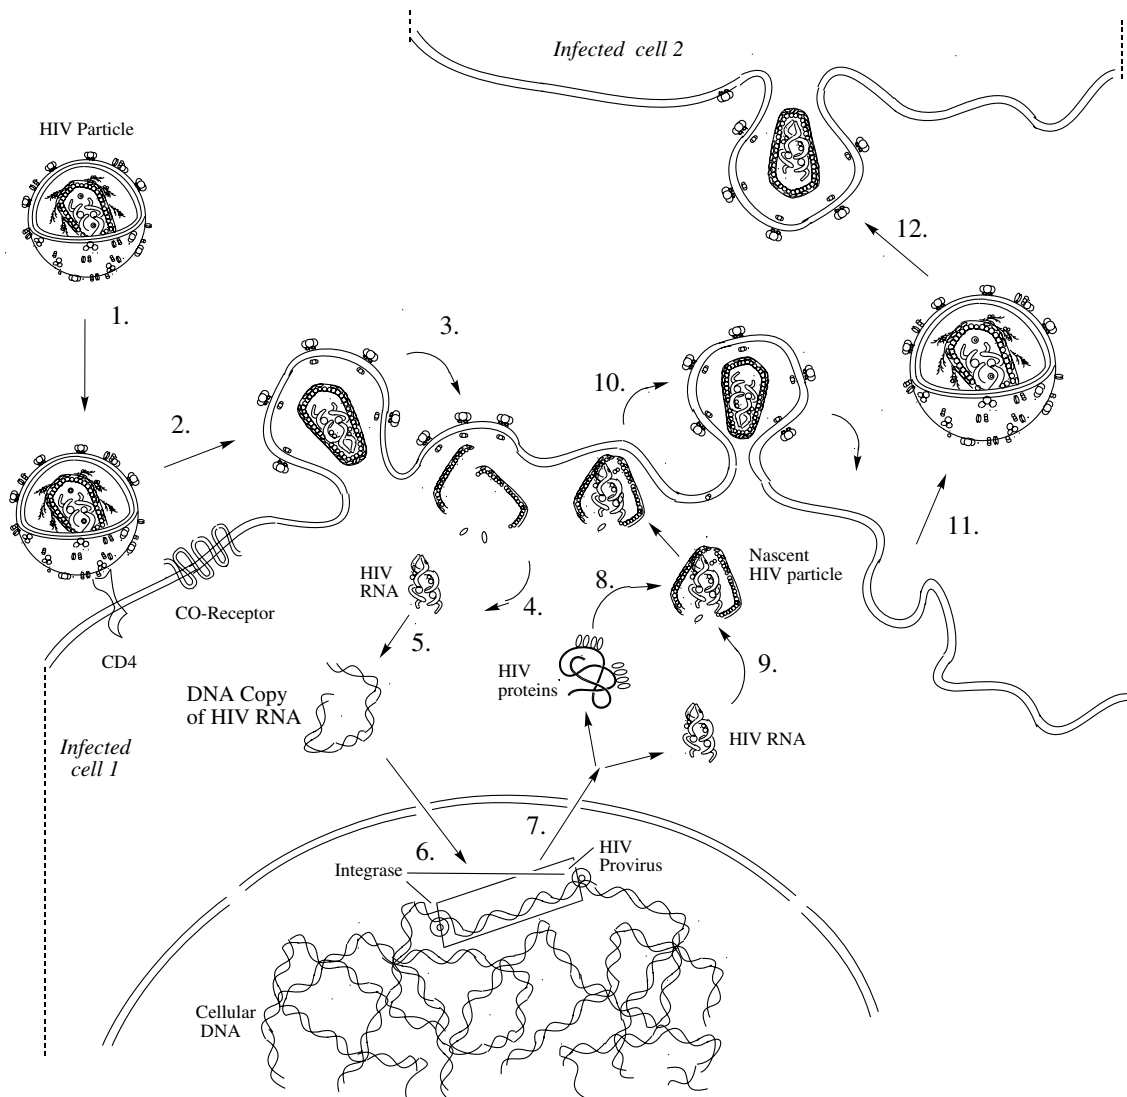 Infected cell 2
HIV Particle
1.
12.
3.
10.
2.
11.
Nascent
HIV particle
HIV
RNA
8.
4.
CO-Receptor
5.
CD4
9.
HIV
proteins
DNA Copy
of HIV RNA
HIV RNA
Infected
cell 1
7.
6.
HIV
Provirus
Integrase
Cellular
DNA